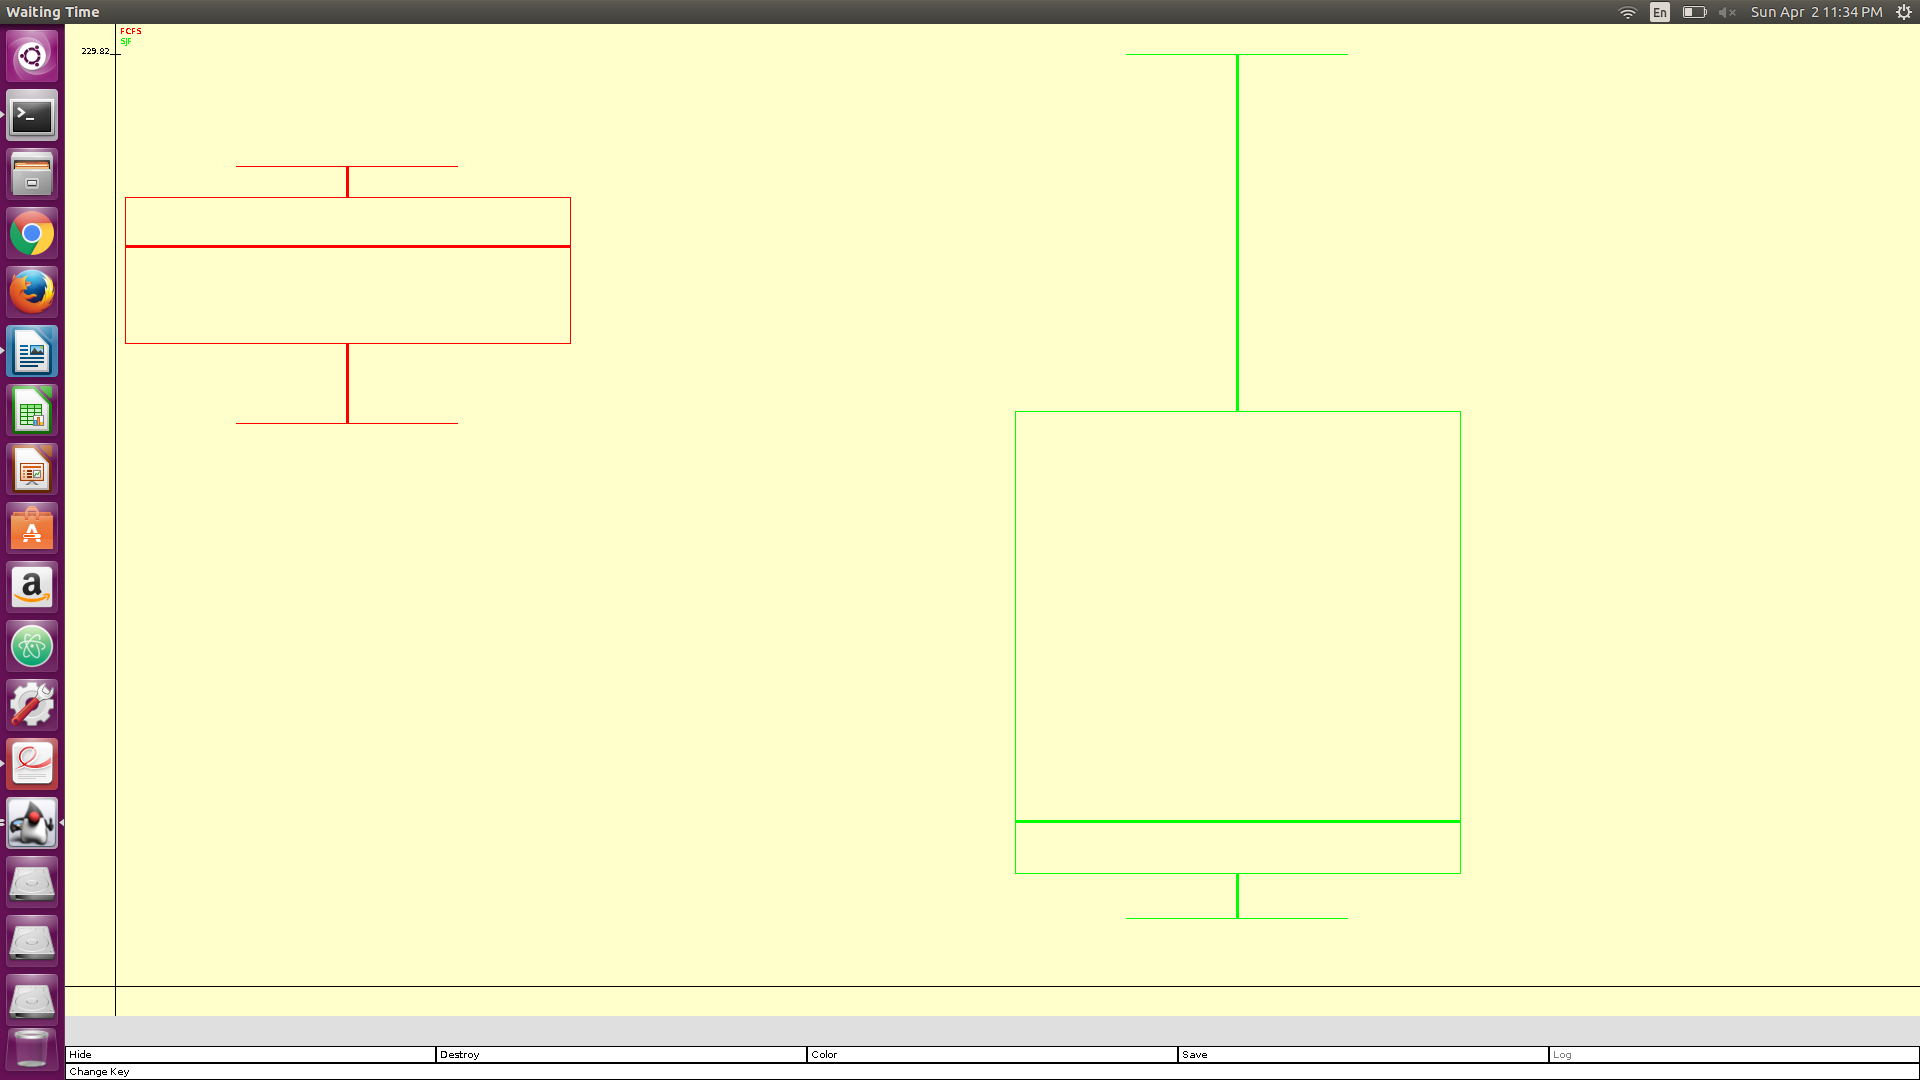 Waiting Time
En
Sun Apr 2 11:34 PM
FCFS
SJF
229.82
Hide
Destroy
Color
Save
Log
Change Key